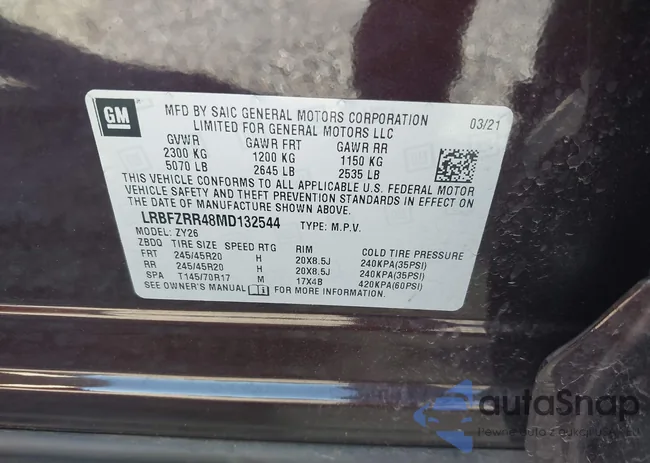 GM
MFD BY SAIC GENERAL MOTORS CORPORATION
LIMITED FOR GENERAL MOTORS LLC
03/21
GVWR GAWR FRT GAWR RR
2300 KG 1200 KG 1150 KG
5070 LB 2645 LB 2535 LB
THIS VEHICLE CONFORMS TO ALL APPLICABLE U.S. FEDERAL MOTOR
VEHICLE SAFETY AND THEFT PREVENTION STANDARDS IN EFFECT ON
THE DATE OF MANUFACTURE SHOWN ABOVE.
LRBFZRR48MD132544 TYPE: M.P.V.
MODEL: ZY26
ZBDQ TIRE SIZE SPEED RTG RIM COLD TIRE PRESSURE
FRT 245/45R20 H 20X8.5J 240KPA(35PSI)
RR 245/45R20 H 20X8.5J 240KPA(35PSI)
SPA T145/70R17 M 17X4B 420KPA(60PSI)
SEE OWNER'S MANUAL FOR MORE INFORMATION.
autoSnap
Pewne auto z aukcji w USA